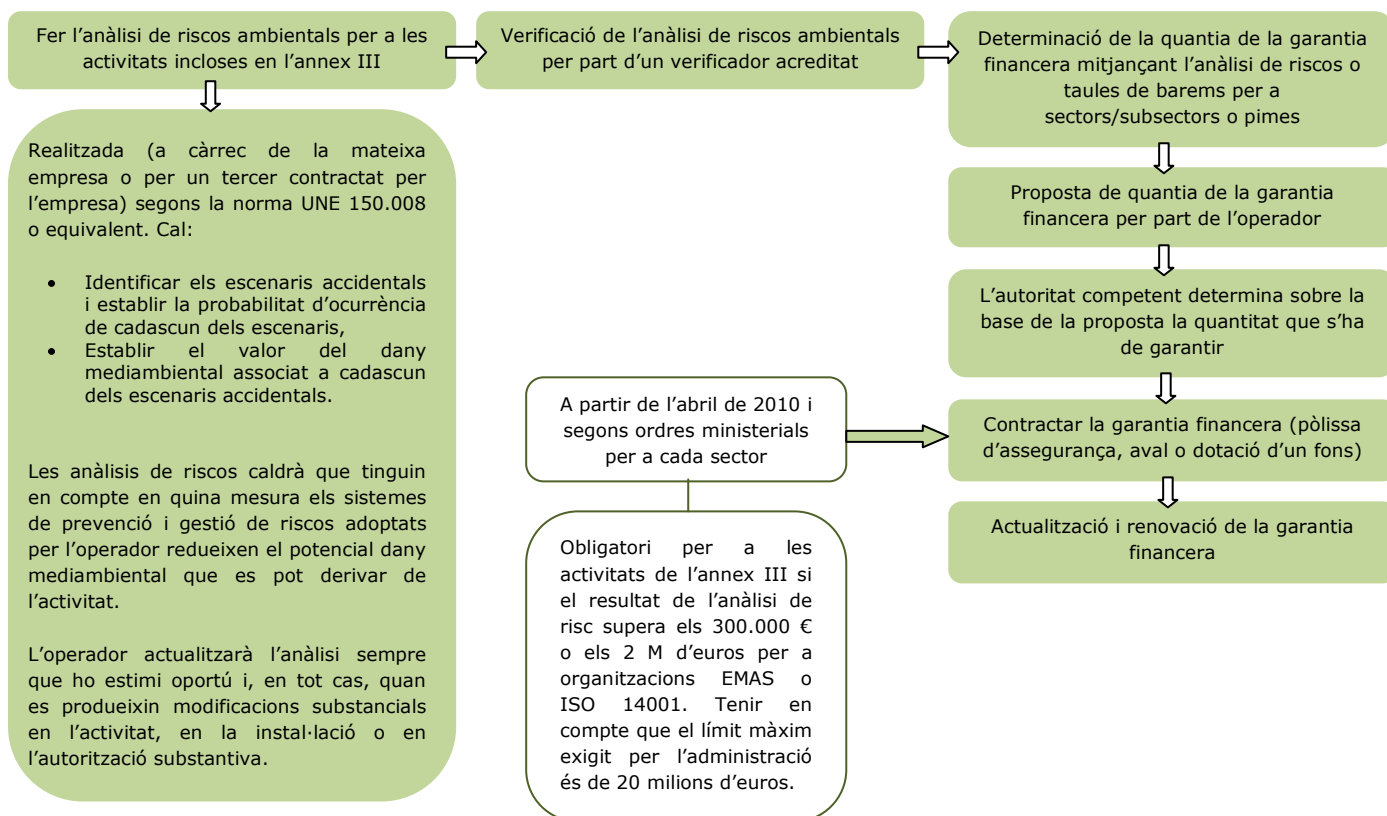 Fer l'anàlisi de riscos ambientals per a les
activitats incloses en l'annex III
Verificació de l'anàlisi de riscos ambientals
per part d'un verificador acreditat
Determinació de la quantia de la garantia
financera mitjançant l'anàlisi de riscos o
taules de barems per a
sectors/subsectors o pimes
Realitzada (a càrrec de la mateixa
empresa o per un tercer contractat per
l'empresa) segons la norma UNE 150.008
o equivalent. Cal:
• Identificar els escenaris accidentals
i establir la probabilitat d'ocurrència
de cadascun dels escenaris,
• Establir el valor del dany
mediambiental associat a cadascun
dels escenaris accidentals.
Les anàlisis de riscos caldrà que tinguin
en compte en quina mesura els sistemes
de prevenció i gestió de riscos adoptats
per l'operador redueixen el potencial dany
mediambiental que es pot derivar de
l'activitat.
L'operador actualitzarà l'anàlisi sempre
que ho estimi oportú i, en tot cas, quan
es produeixin modificacions substancials
en l'activitat, en la instal·lació o en
l'autorització substantiva.
Proposta de quantia de la garantia
financera per part de l'operador
L'autoritat competent determina sobre la
base de la proposta la quantitat que s'ha
de garantir
A partir de l'abril de 2010 i
segons ordres ministerials
per a cada sector
Contractar la garantia financera (pòlissa
d'assegurança, aval o dotació d'un fons)
Actualització i renovació de la garantia
financera
Obligatori per a les
activitats de l'annex III si
el resultat de l'anàlisi de
risc supera els 300.000 €
o els 2 M d'euros per a
organitzacions EMAS o
ISO 14001. Tenir en
compte que el límit màxim
exigit per l'administració
és de 20 milions d'euros.